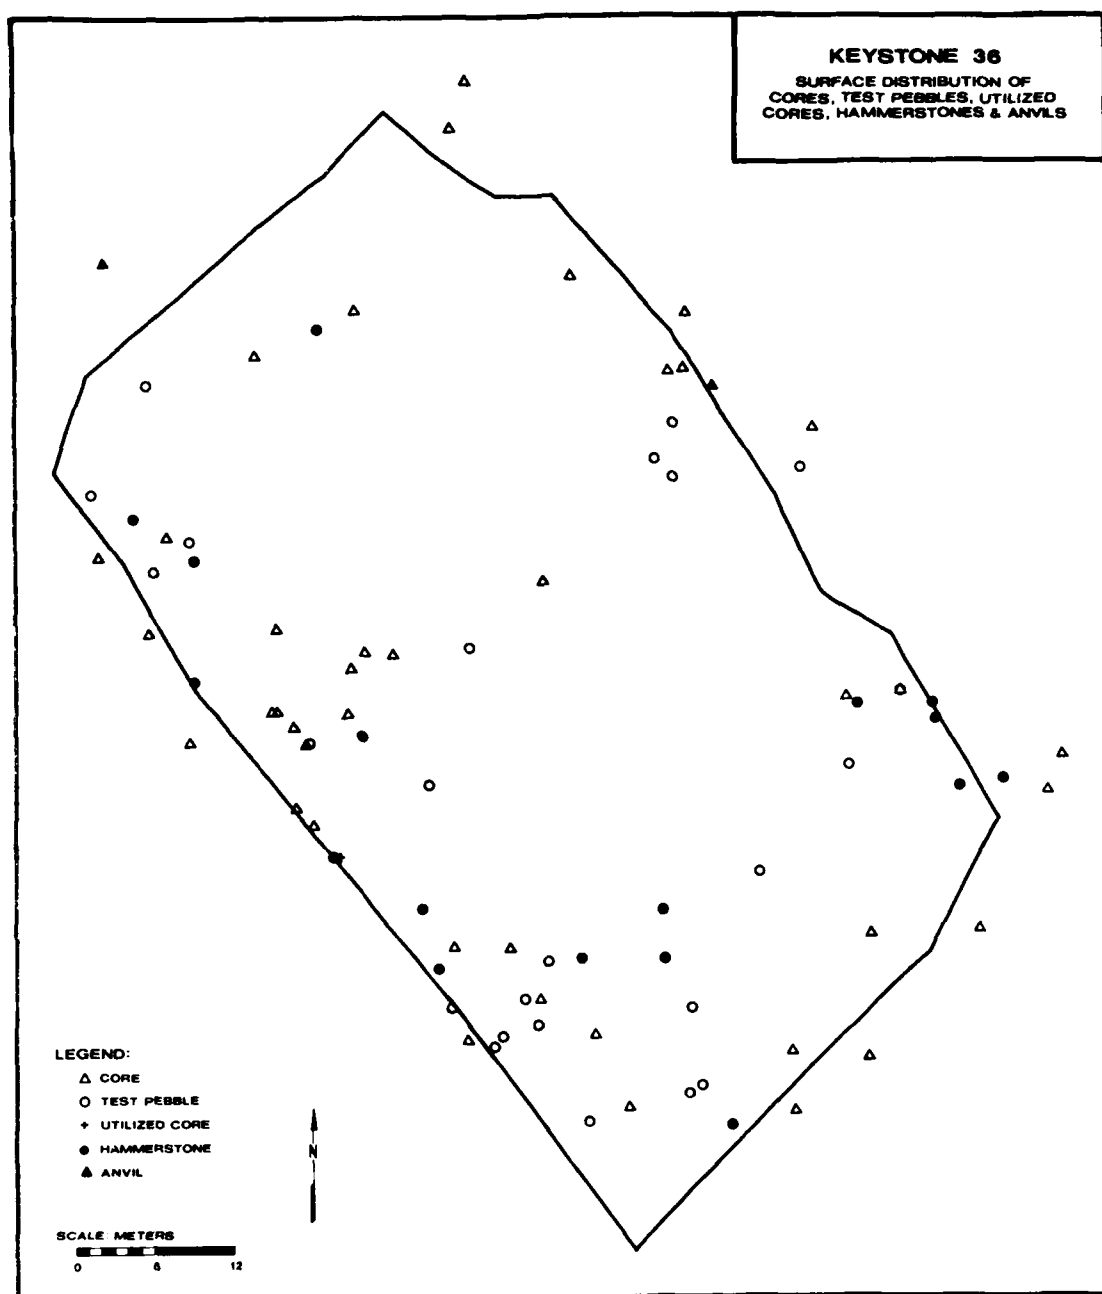 KEYSTONE 36
SURFACE DISTRIBUTION OF
CORES, TEST PEBBLES, UTILIZED
CORES, HAMMERSTONES & ANVILS
LEGEND:
CORE
TEST PEBBLE
UTILIZED CORE
HAMMERSTONE
ANVIL
N
SCALE: METERS
0 6 12